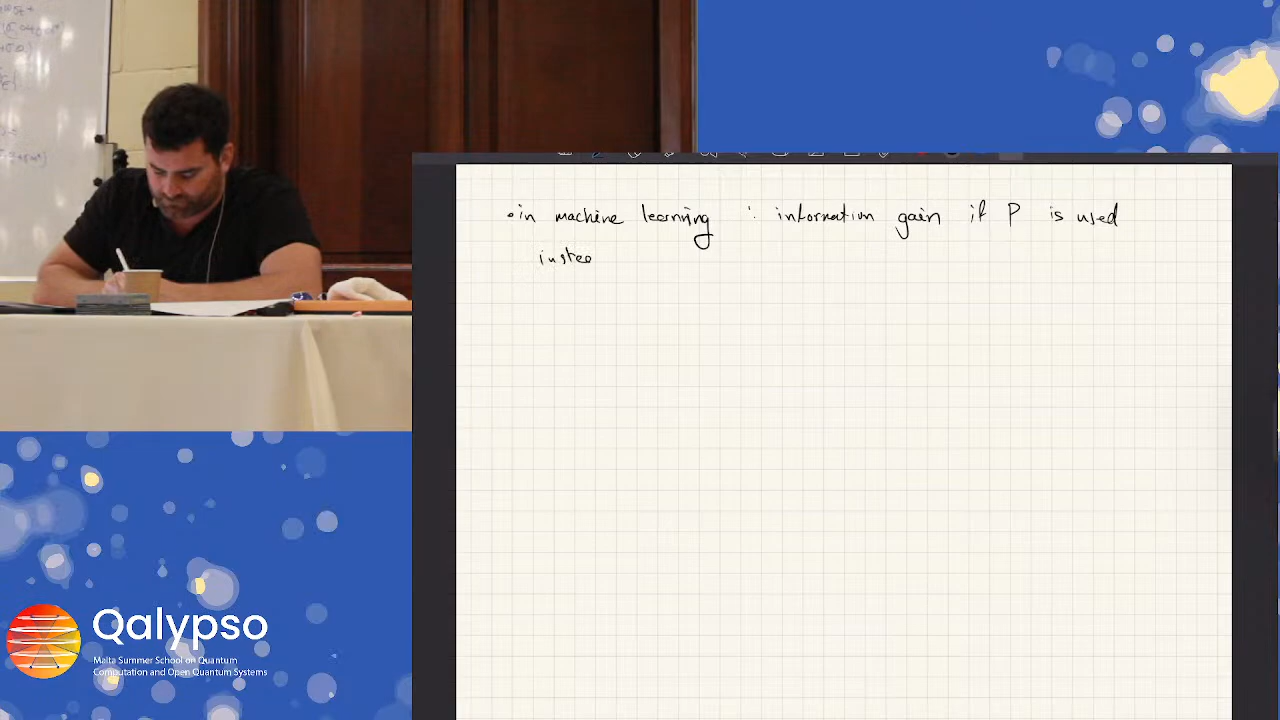 •in machine learning : information gain if P is used
instea
Qalypso
Malta Summer School on Quantum
Computation and Open Quantum Systems